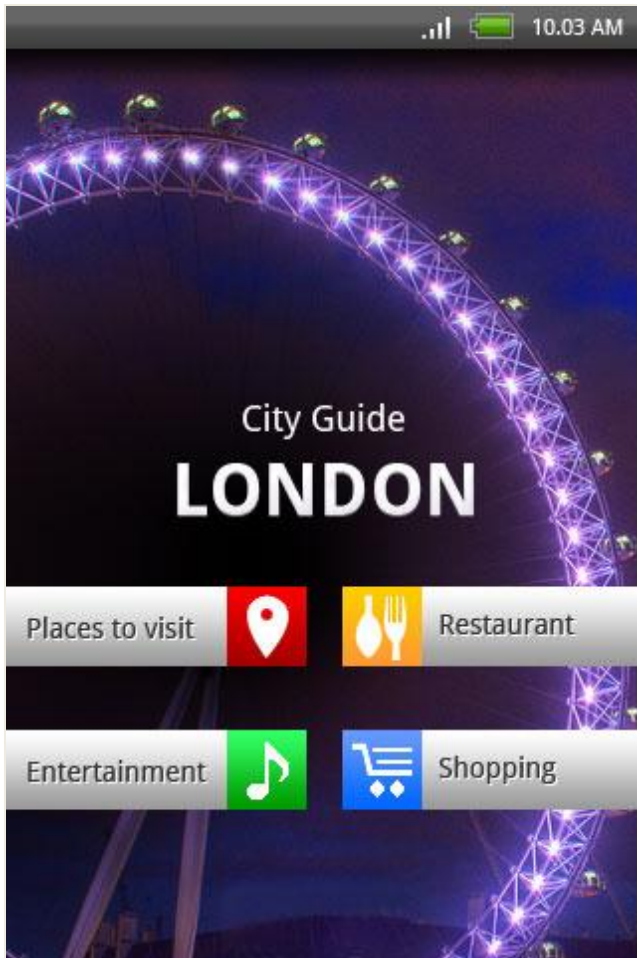 10.03 AM
City Guide
LONDON
Places to visit
Restaurant
Entertainment
Shopping